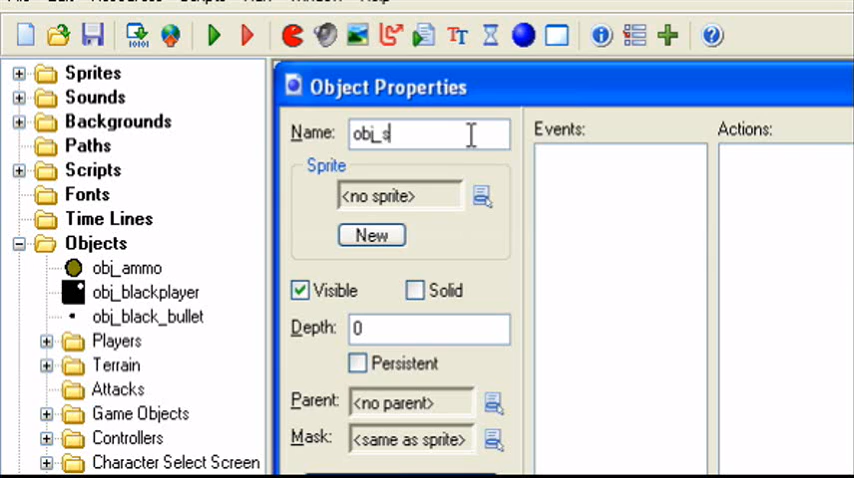 Object Properties
Sprites
Sounds
Backgrounds
Paths
Scripts
Fonts
Time Lines
Objects
obj_ammo
obj_blackplayer
obj_black_bullet
Players
Terrain
Attacks
Game Objects
Controllers
Character Select Screen
Name: obj_s
Sprite
<no sprite>
New
Visible Solid
Depth: 0
Persistent
Parent: <no parent>
Mask: <same as sprite>
Events:
Actions: